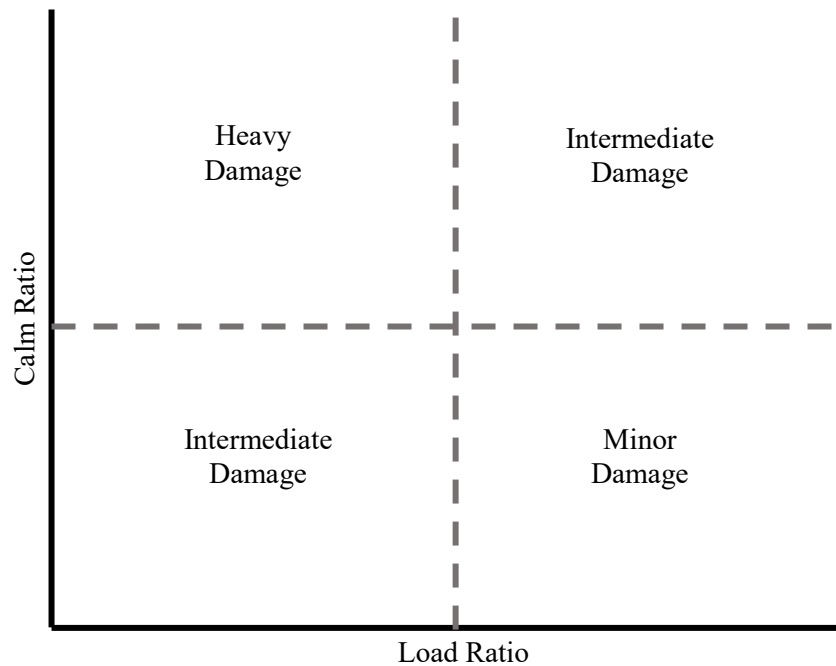 Heavy
Damage
Intermediate
Damage
Calm Ratio
Intermediate
Damage
Minor
Damage
Load Ratio